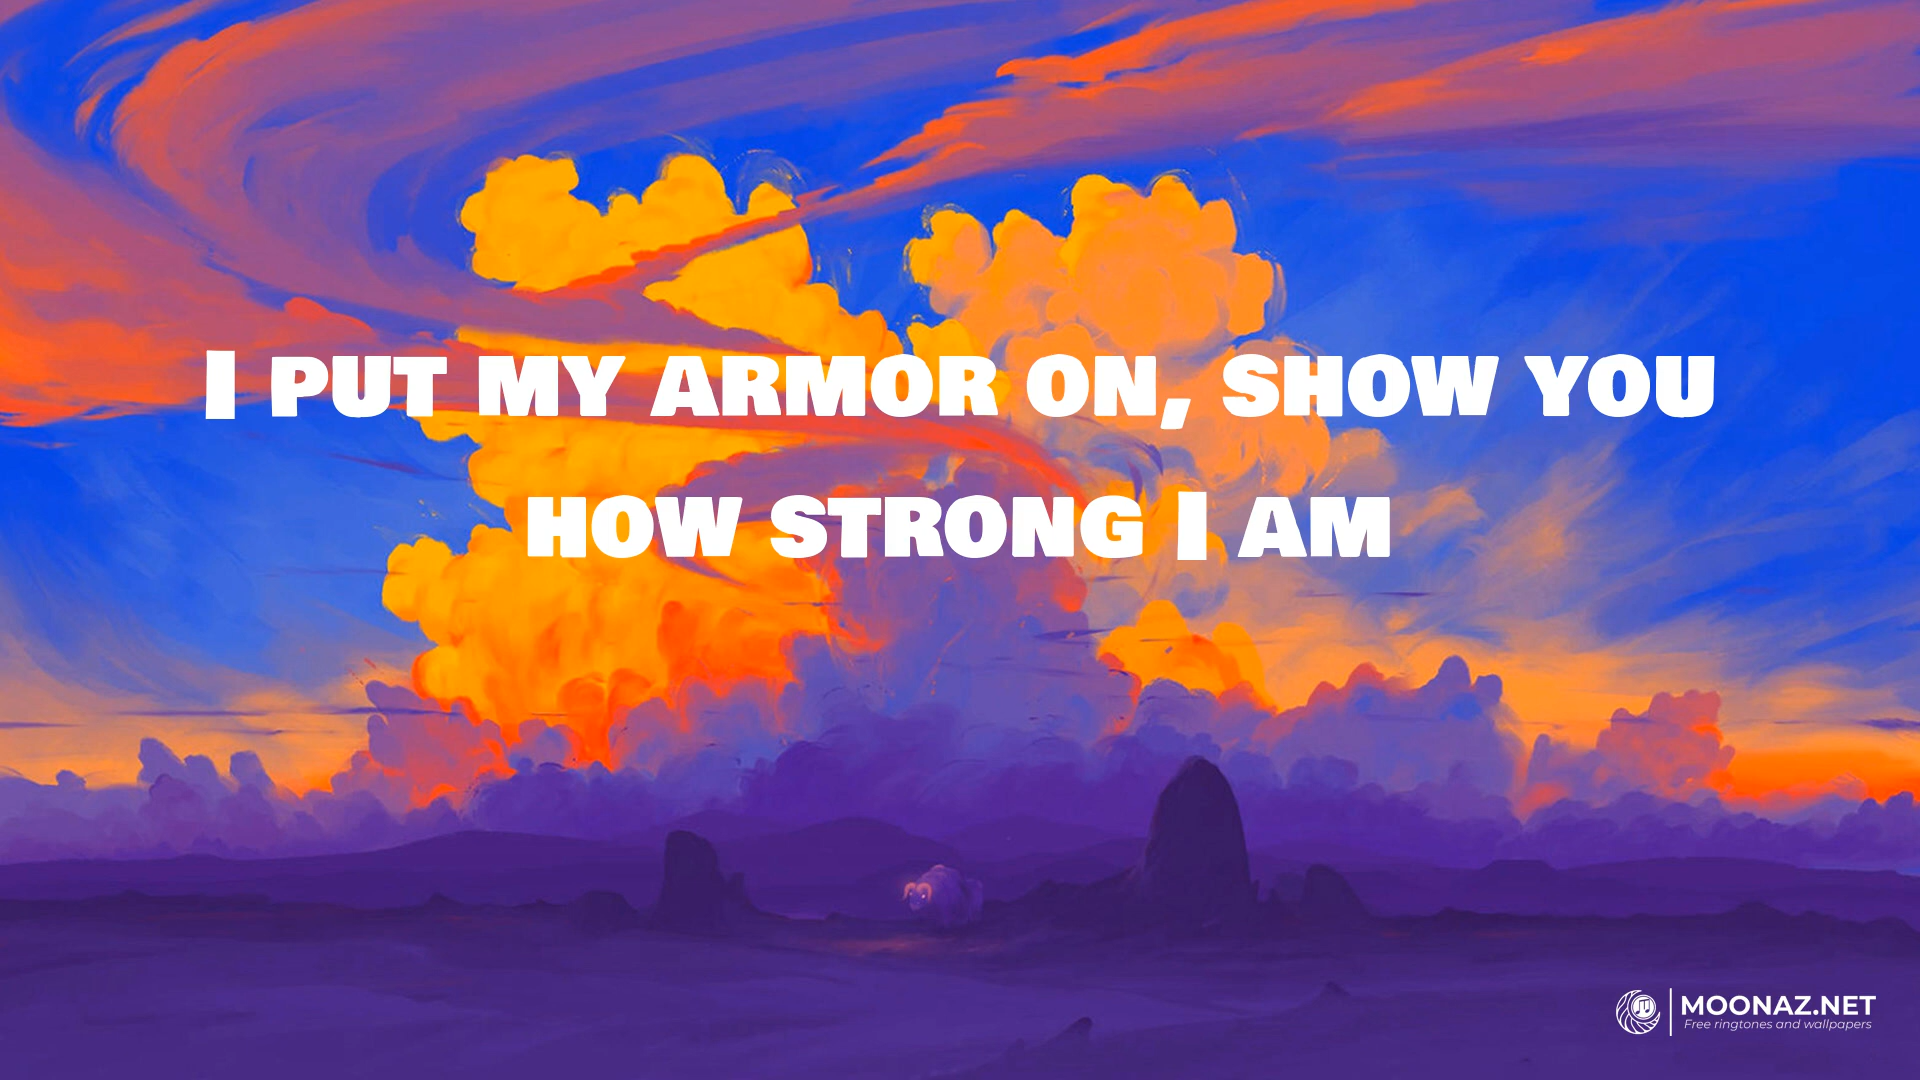 I PUT MY ARMOR ON, SHOW YOU
HOW STRONG I AM
MOONAZ.NET
Free ringtones and wallpapers